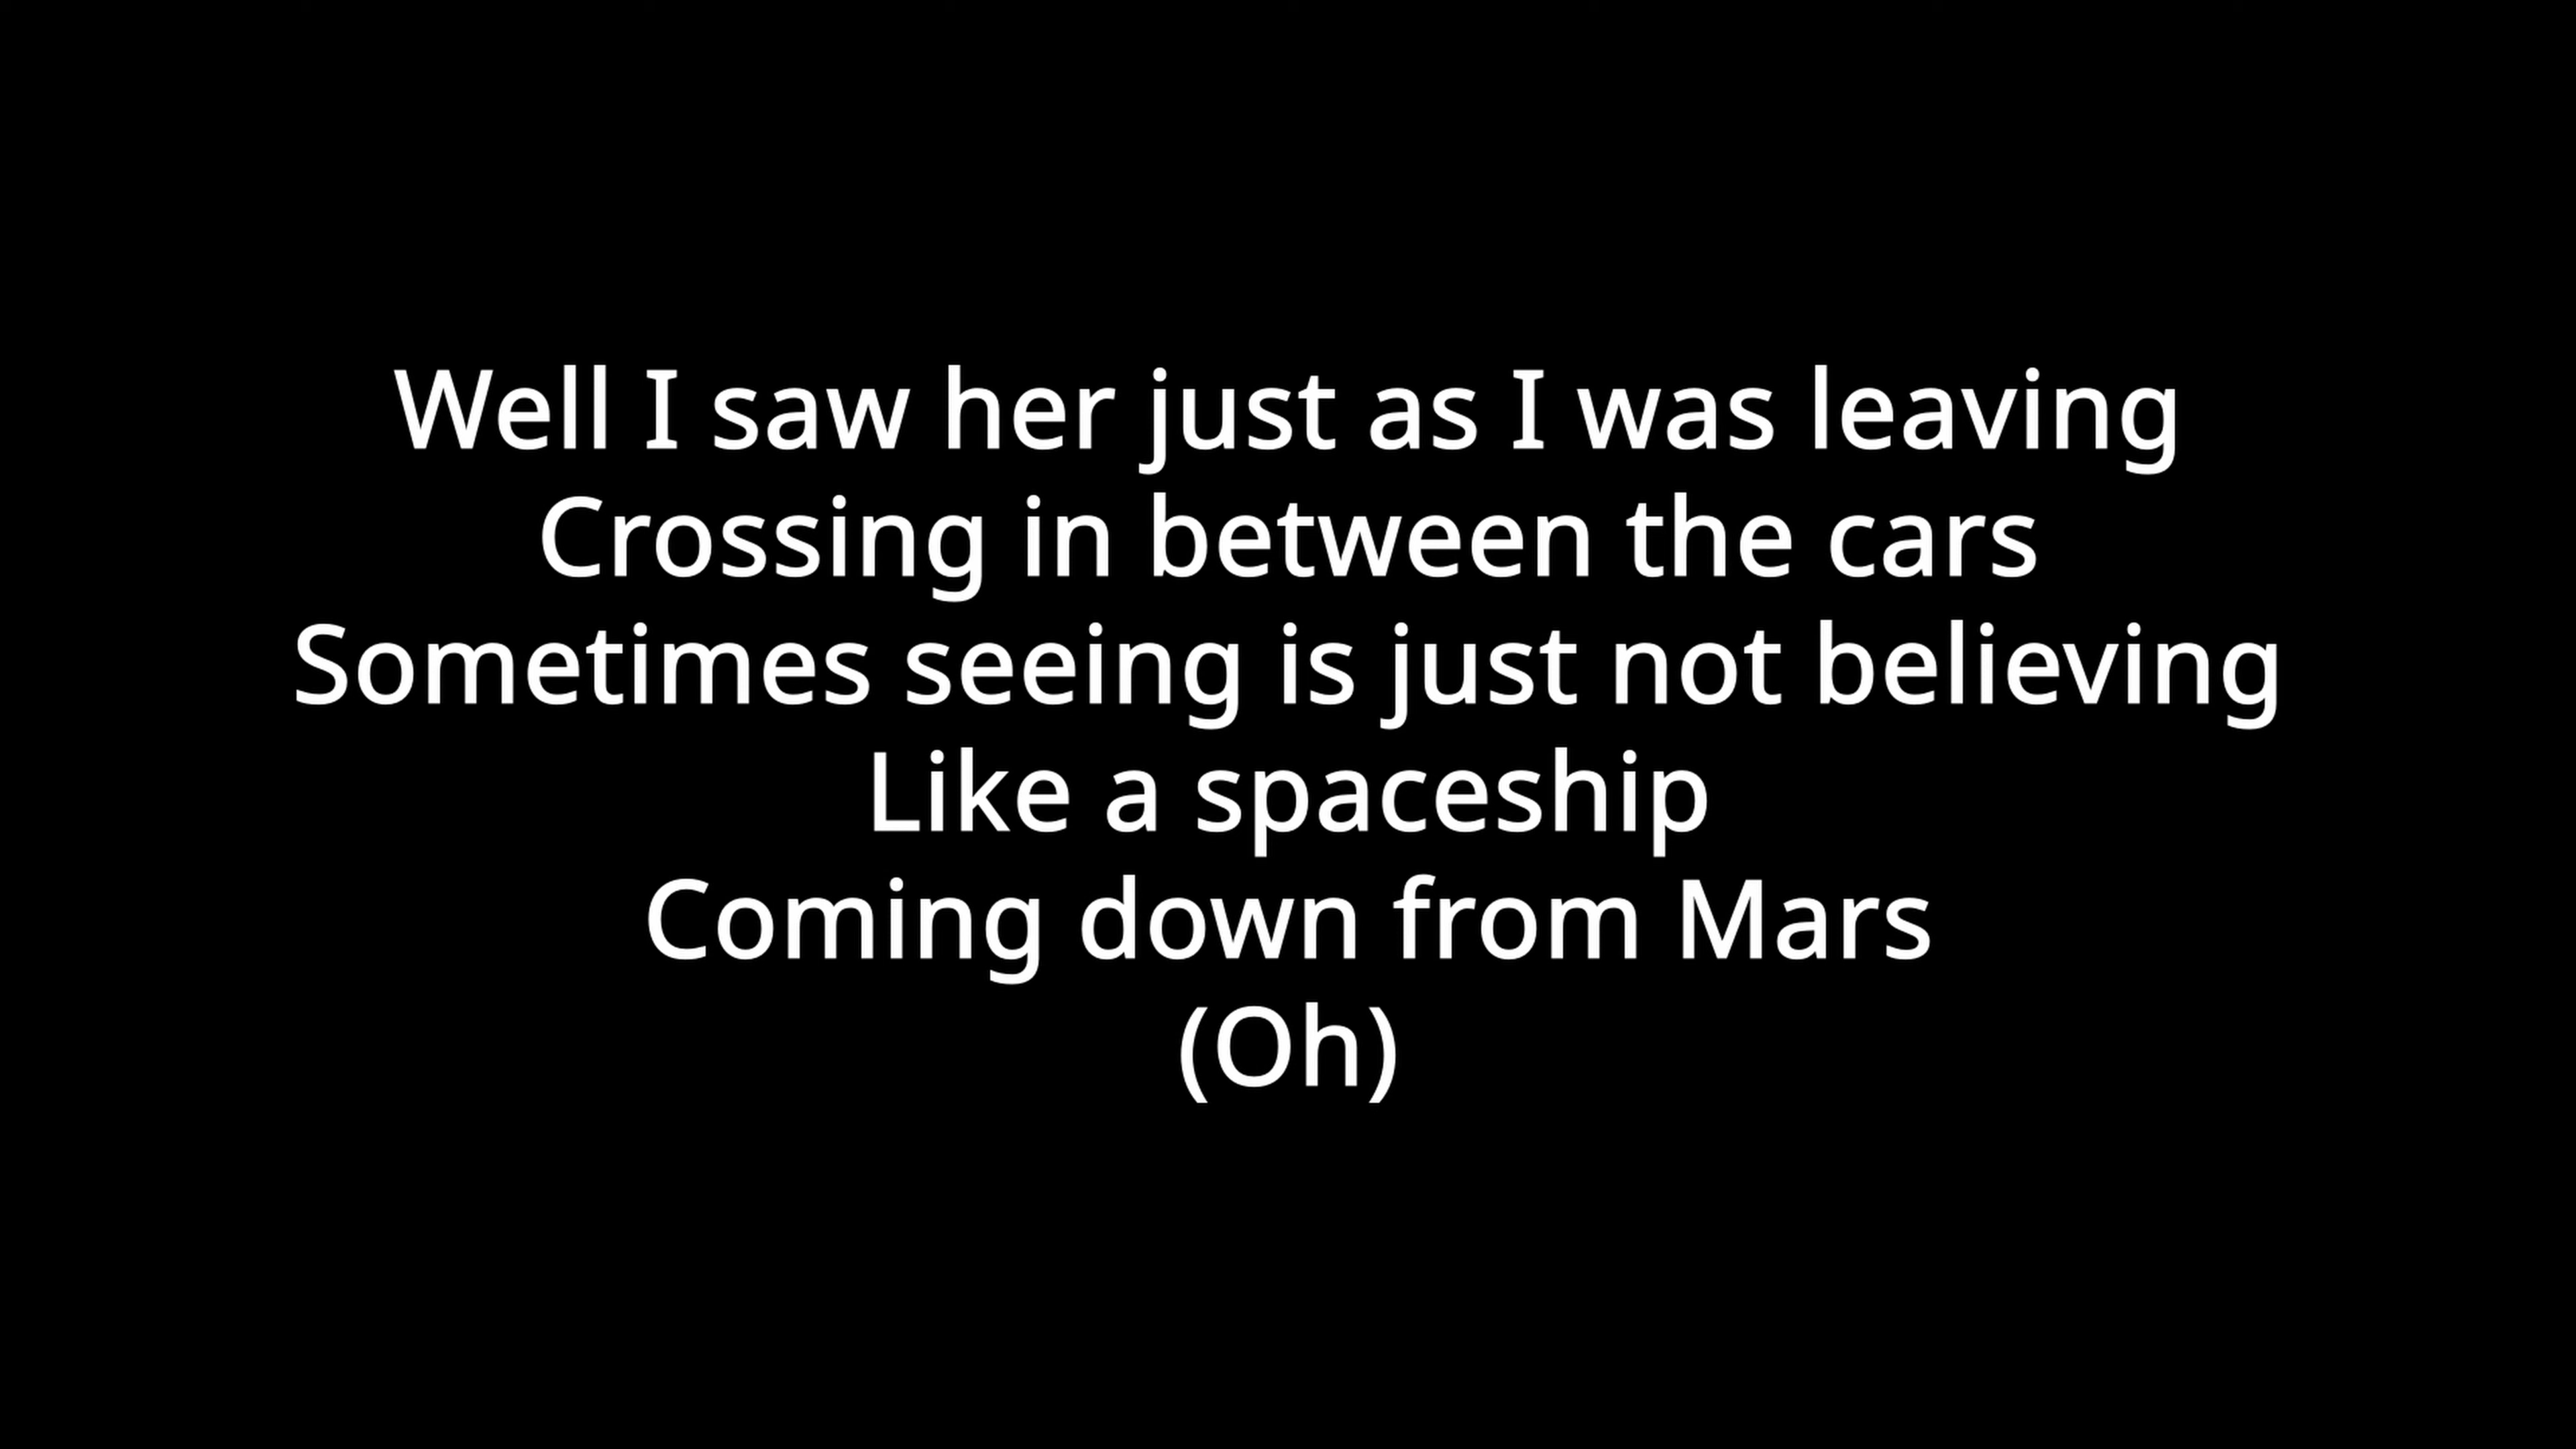 Well I saw her just as I was leaving
Crossing in between the cars
Sometimes seeing is just not believing
Like a spaceship
Coming down from Mars
(Oh)